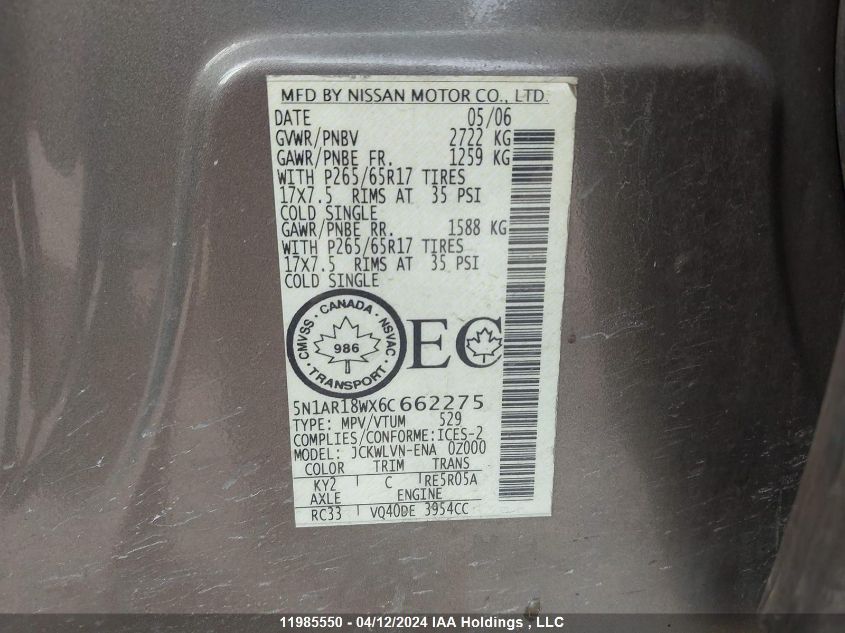 MFD BY NISSAN MOTOR CO., LTD.
DATE 05/06
GVWR/PNBV 2722 KG
GAWR/PNBE FR. 1259 KG
WITH P265/65R17 TIRES
17X7.5 RIMS AT 35 PSI
COLD SINGLE
GAWR/PNBE RR. 1588 KG
WITH P265/65R17 TIRES
17X7.5 RIMS AT 35 PSI
COLD SINGLE
CMVSS · CANADA · NSVAC · TRANSPORT ·
986
EC
5N1AR18WX6C662275
TYPE: MPV/VTUM 529
COMPLIES/CONFORME:ICES-2
MODEL: JCKWLVN-ENA 0Z000
COLOR TRIM TRANS
KY2 C RE5R05A
AXLE ENGINE
RC33 VQ40DE 3954CC
11985550 - 04/12/2024 IAA Holdings , LLC